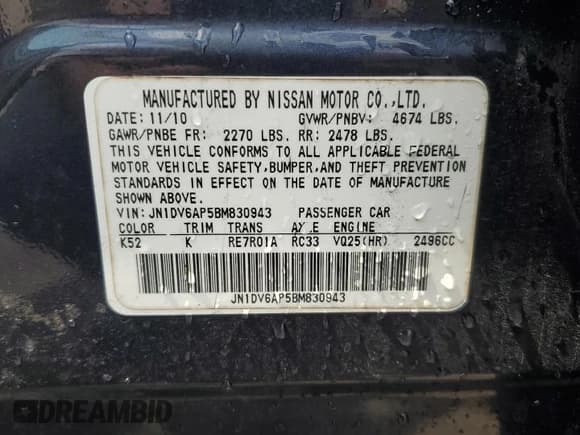 MANUFACTURED BY NISSAN MOTOR CO.,LTD.
DATE: 11/10 GVWR/PNBV: 4674 LBS.
GAWR/PNBE FR: 2270 LBS. RR: 2478 LBS.
THIS VEHICLE CONFORMS TO ALL APPLICABLE FEDERAL
MOTOR VEHICLE SAFETY,BUMPER,AND THEFT PREVENTION
STANDARDS IN EFFECT ON THE DATE OF MANUFACTURE
SHOWN ABOVE.
VIN: JN1DV6AP5BM830943 PASSENGER CAR
COLOR TRIM TRANS AXLE ENGINE
K52 K RE7R01A RC33 VQ25(HR) 2496CC
JN1DV6AP5BM830943
DREAMBID